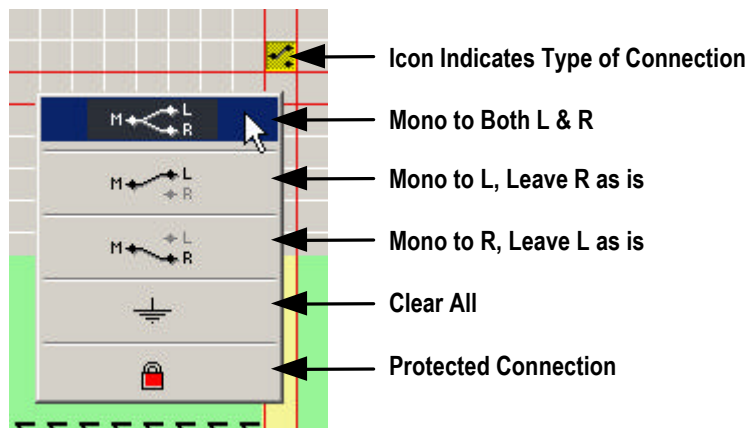 Icon Indicates Type of Connection
M L R
Mono to Both L & R
M L R
Mono to L, Leave R as is
M L R
Mono to R, Leave L as is
Clear All
Protected Connection